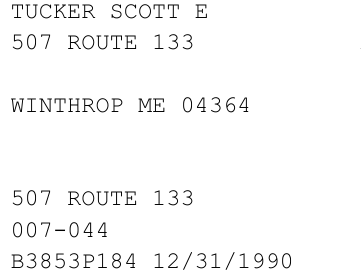 TUCKER SCOTT E
507 ROUTE 133
WINTHROP ME 04364
507 ROUTE 133
007-044
B3853P184 12/31/1990